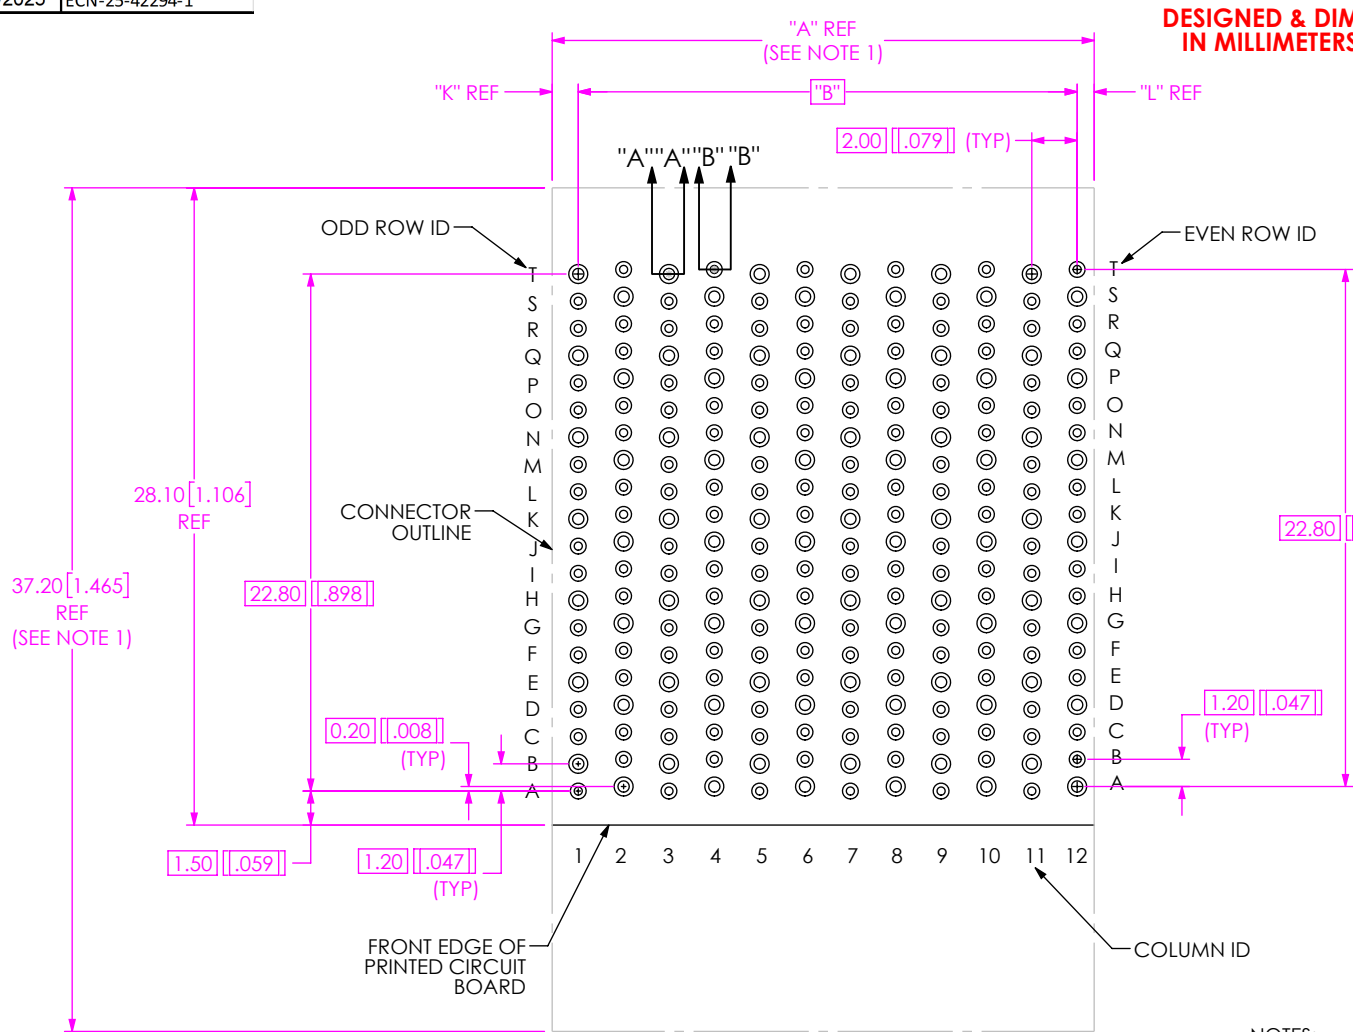 ECN-25-42294-1
DESIGNED & DIM
IN MILLIMETERS
"A" REF
(SEE NOTE 1)
"K" REF
"B"
"L" REF
2.00 [.079] (TYP)
"A" "A" "B" "B"
ODD ROW ID
EVEN ROW ID
T T
S S
R R
Q Q
P P
O O
N N
M M
L L
K K
J J
I I
H H
G G
F F
E E
D D
C C
B B
A A
28.10 [1.106]
REF
CONNECTOR
OUTLINE
22.80 [
37.20 [1.465]
REF
(SEE NOTE 1)
22.80 [.898]
0.20 [.008]
(TYP)
1.20 [.047]
(TYP)
1.50 [.059]
1.20 [.047]
(TYP)
1 2 3 4 5 6 7 8 9 10 11 12
FRONT EDGE OF
PRINTED CIRCUIT
BOARD
COLUMN ID